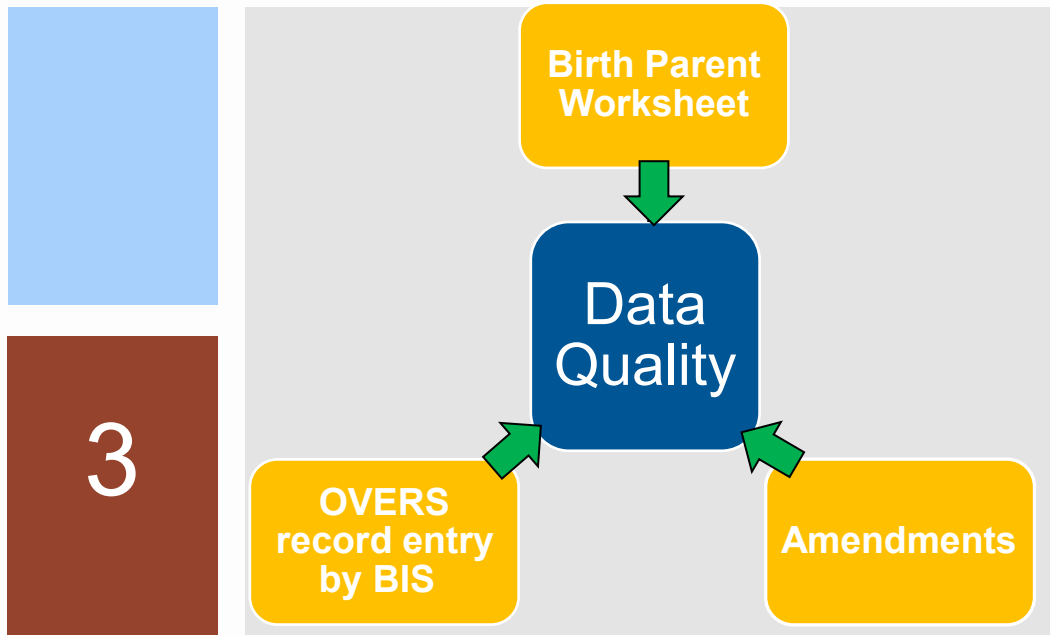 Birth Parent
Worksheet
Data
Quality
3
OVERS
record entry
by BIS
Amendments